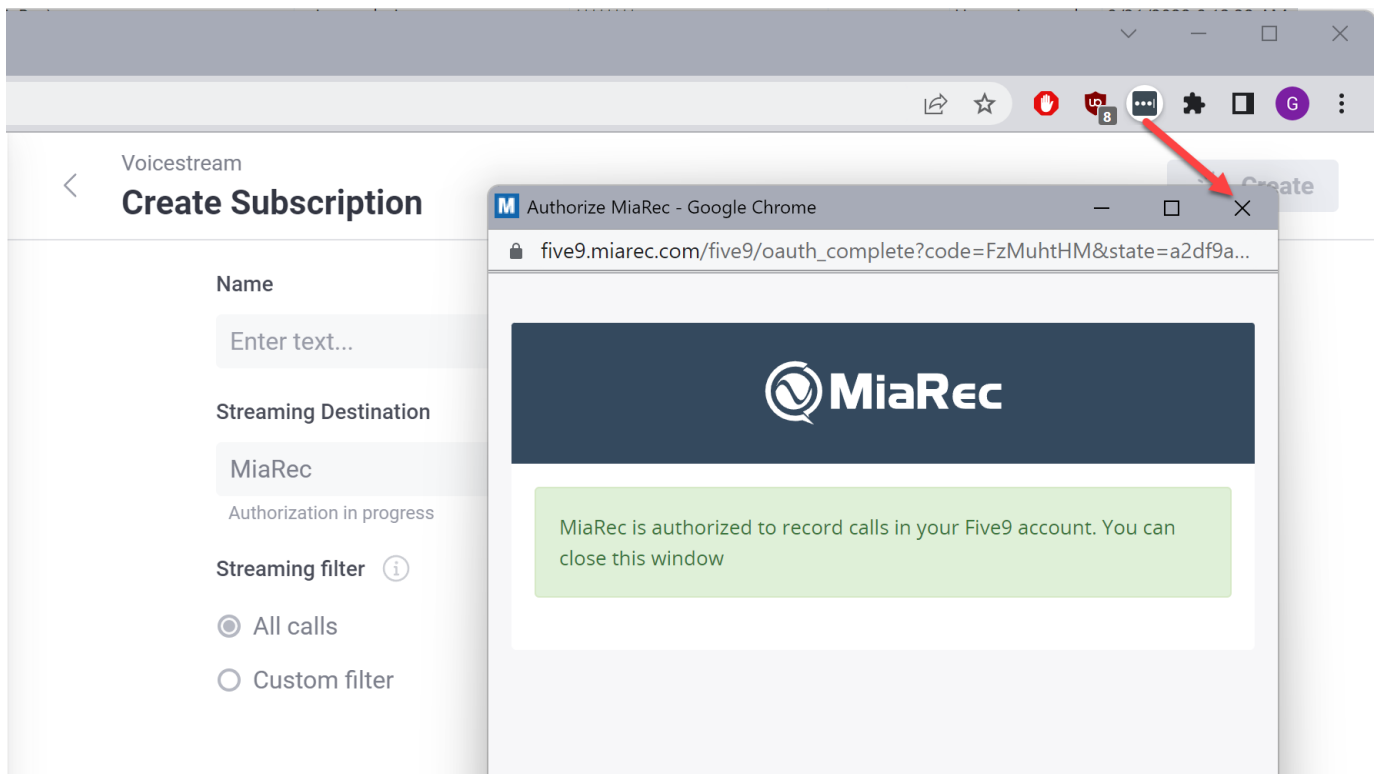 8
G
Voicestream
Create Subscription
Create
M Authorize MiaRec - Google Chrome
five9.miarec.com/five9/oauth_complete?code=FzMuhtHM&state=a2df9a...
Name
Enter text...
Streaming Destination
MiaRec
MiaRec
Authorization in progress
MiaRec is authorized to record calls in your Five9 account. You can
close this window
Streaming filter
All calls
Custom filter